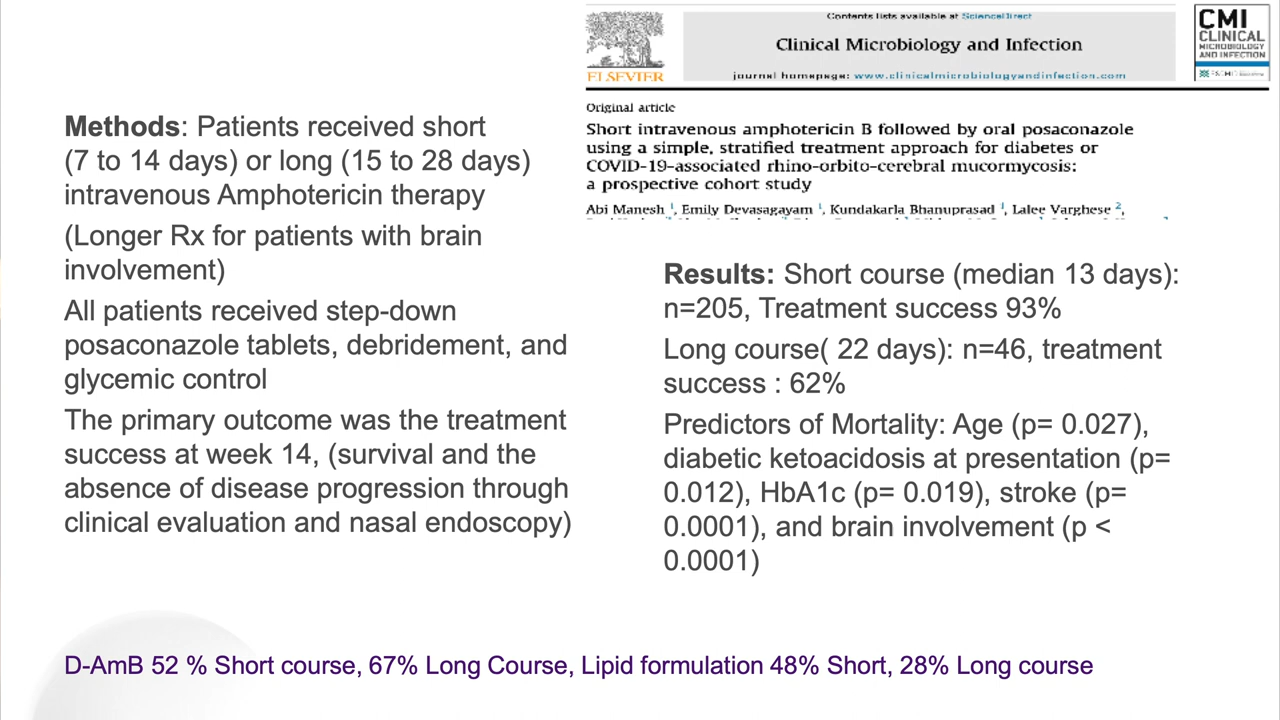 Methods: Patients received short
(7 to 14 days) or long (15 to 28 days)
intravenous Amphotericin therapy
(Longer Rx for patients with brain
involvement)
All patients received step-down
posaconazole tablets, debridement, and
glycemic control
The primary outcome was the treatment
success at week 14, (survival and the
absence of disease progression through
clinical evaluation and nasal endoscopy)
ELSEVIER
Contents lists available at ScienceDirect
Clinical Microbiology and Infection
journal homepage: www.clinicalmicrobiologyandinfection.com
CMI
CLINICAL
MICROBIOLOGY
AND INFECTION
Original article
Short intravenous amphotericin B followed by oral posaconazole
using a simple, stratified treatment approach for diabetes or
COVID-19-associated rhino-orbito-cerebral mucormycosis:
a prospective cohort study
Abi Manesh 1, Emily Devasagayam 1, Kundakarla Bhanuprasad 1, Lalee Varghese 2,
Results: Short course (median 13 days):
n=205, Treatment success 93%
Long course( 22 days): n=46, treatment
success : 62%
Predictors of Mortality: Age (p= 0.027),
diabetic ketoacidosis at presentation (p=
0.012), HbA1c (p= 0.019), stroke (p=
0.0001), and brain involvement (p <
0.0001)
D-AmB 52 % Short course, 67% Long Course, Lipid formulation 48% Short, 28% Long course